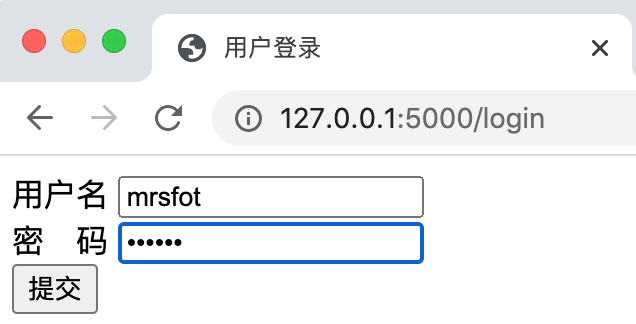 用户登录
127.0.0.1:5000/login
用户名 mrsfot
密　码 ••••••
提交